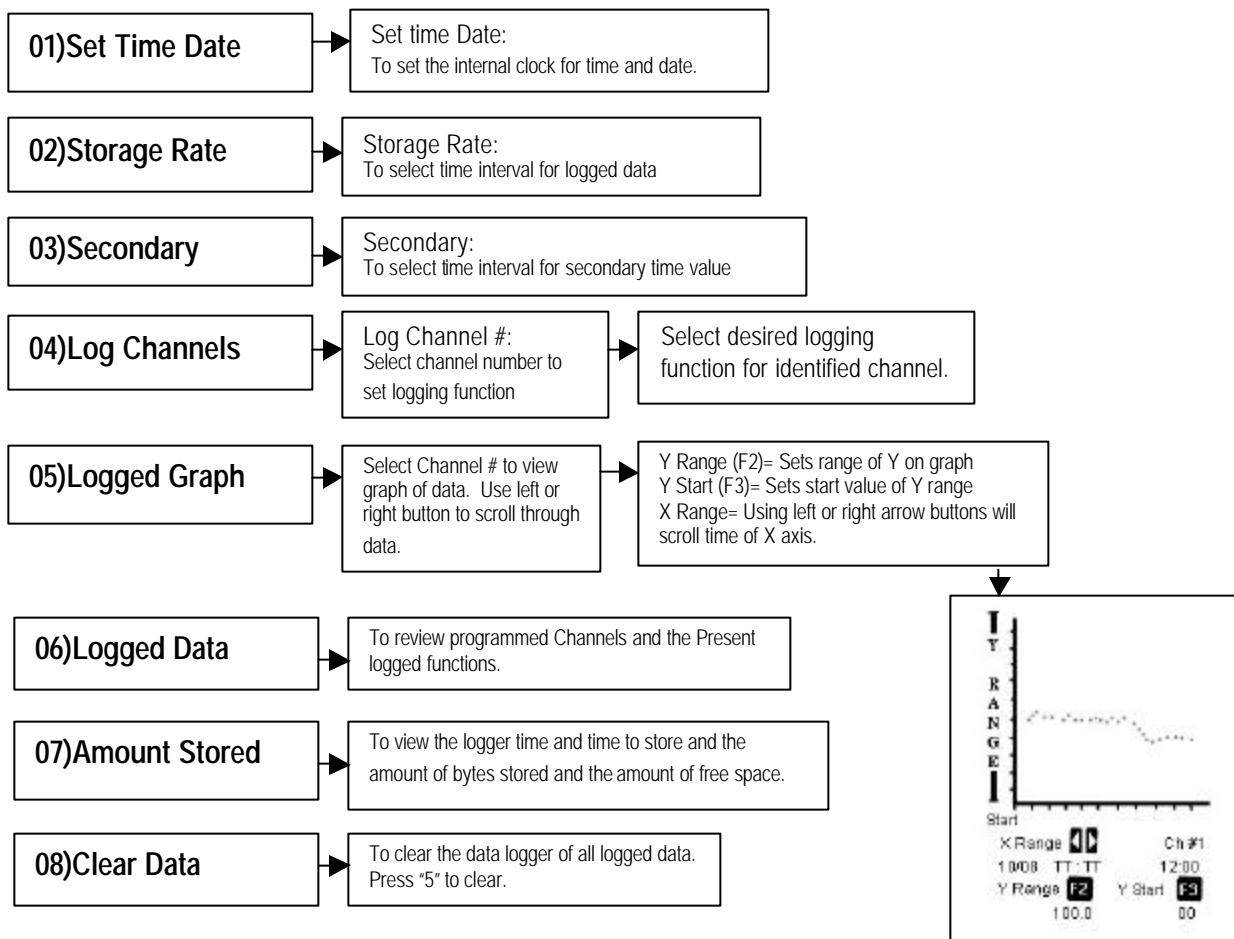 01)Set Time Date
Set time Date:
To set the internal clock for time and date.
02)Storage Rate
Storage Rate:
To select time interval for logged data
03)Secondary
Secondary:
To select time interval for secondary time value
04)Log Channels
Log Channel #:
Select channel number to
set logging function
Select desired logging
function for identified channel.
05)Logged Graph
Select Channel # to view
graph of data. Use left or
right button to scroll through
data.
Y Range (F2)= Sets range of Y on graph
Y Start (F3)= Sets start value of Y range
X Range= Using left or right arrow buttons will
scroll time of X axis.
06)Logged Data
To review programmed Channels and the Present
logged functions.
07)Amount Stored
To view the logger time and time to store and the
amount of bytes stored and the amount of free space.
08)Clear Data
To clear the data logger of all logged data.
Press “5” to clear.
Y RANGE
Start
X Range Ch #1
10/08 TT:TT 12:00
Y Range F2 Y Start F3
100.0 00